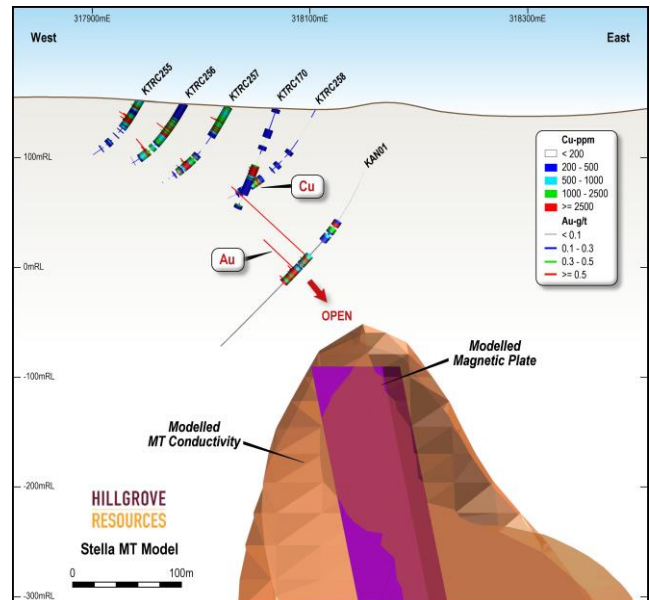 317900mE
318100mE
318300mE
West
East
KTRC255
KTRC256
KTRC257
KTRC170
KTRC258
KAN01
100mRL
0mRL
-100mRL
-200mRL
-300mRL
Cu-ppm
< 200
200 - 500
500 - 1000
1000 - 2500
>= 2500
Au-g/t
< 0.1
0.1 - 0.3
0.3 - 0.5
>= 0.5
Cu
Au
OPEN
Modelled
Magnetic Plate
Modelled
MT Conductivity
HILLGROVE
RESOURCES
Stella MT Model
0
100m